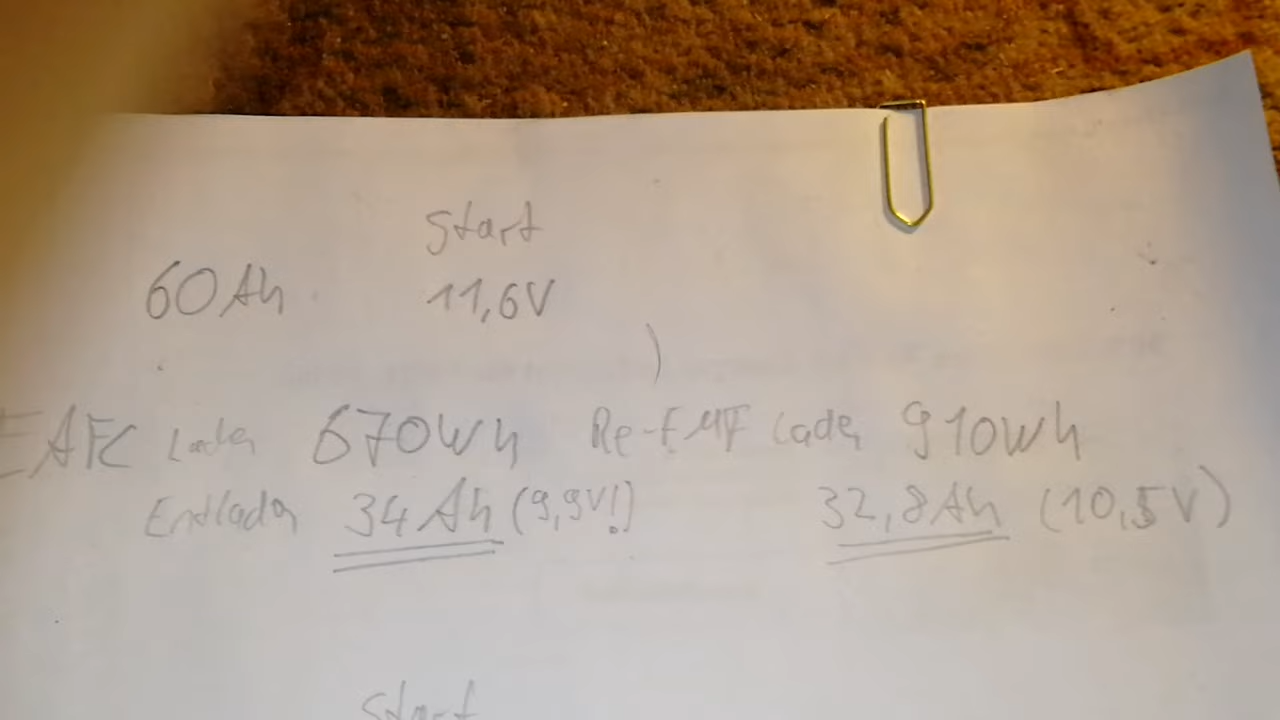 Start
60Ah 11,6V
)
EAFC Laden 670Wh Re-EMF Laden 910Wh
Entladen 34Ah (9,9V!) 32,8Ah (10,5V)
Start